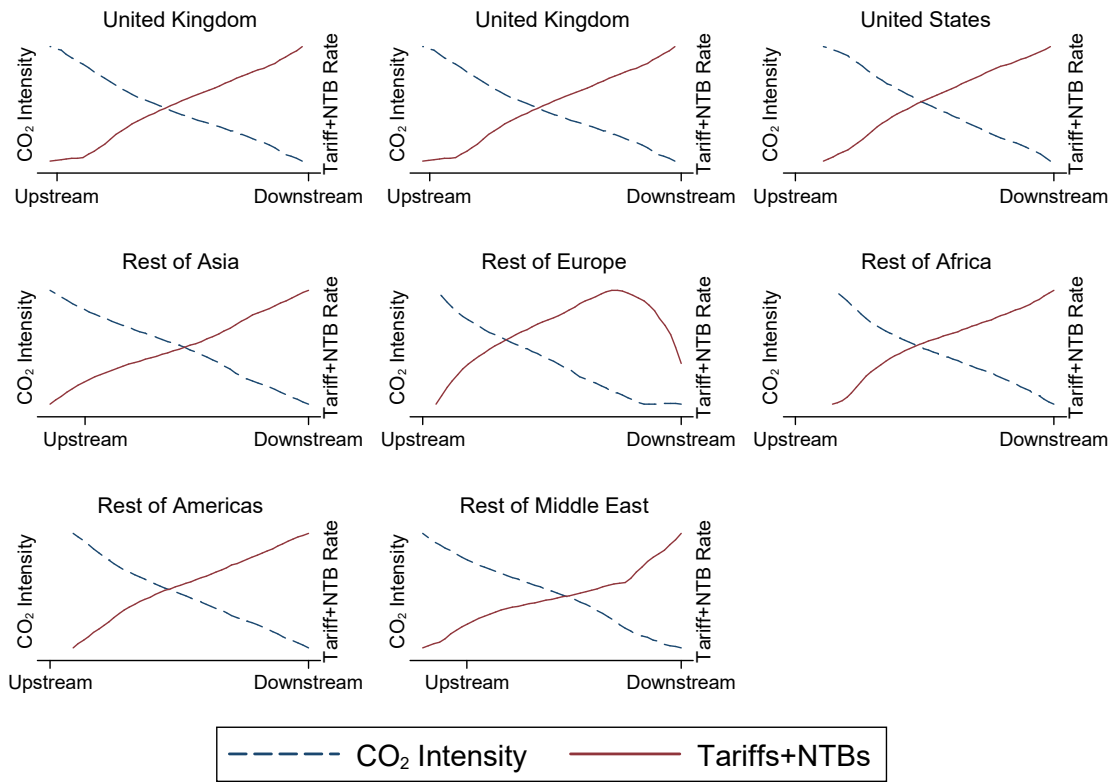 United Kingdom
CO₂ Intensity
Tariff+NTB Rate
Upstream
Downstream
United Kingdom
CO₂ Intensity
Tariff+NTB Rate
Upstream
Downstream
United States
CO₂ Intensity
Tariff+NTB Rate
Upstream
Downstream
Rest of Asia
CO₂ Intensity
Tariff+NTB Rate
Upstream
Downstream
Rest of Europe
CO₂ Intensity
Tariff+NTB Rate
Upstream
Downstream
Rest of Africa
CO₂ Intensity
Tariff+NTB Rate
Upstream
Downstream
Rest of Americas
CO₂ Intensity
Tariff+NTB Rate
Upstream
Downstream
Rest of Middle East
CO₂ Intensity
Tariff+NTB Rate
Upstream
Downstream
CO₂ Intensity
Tariffs+NTBs